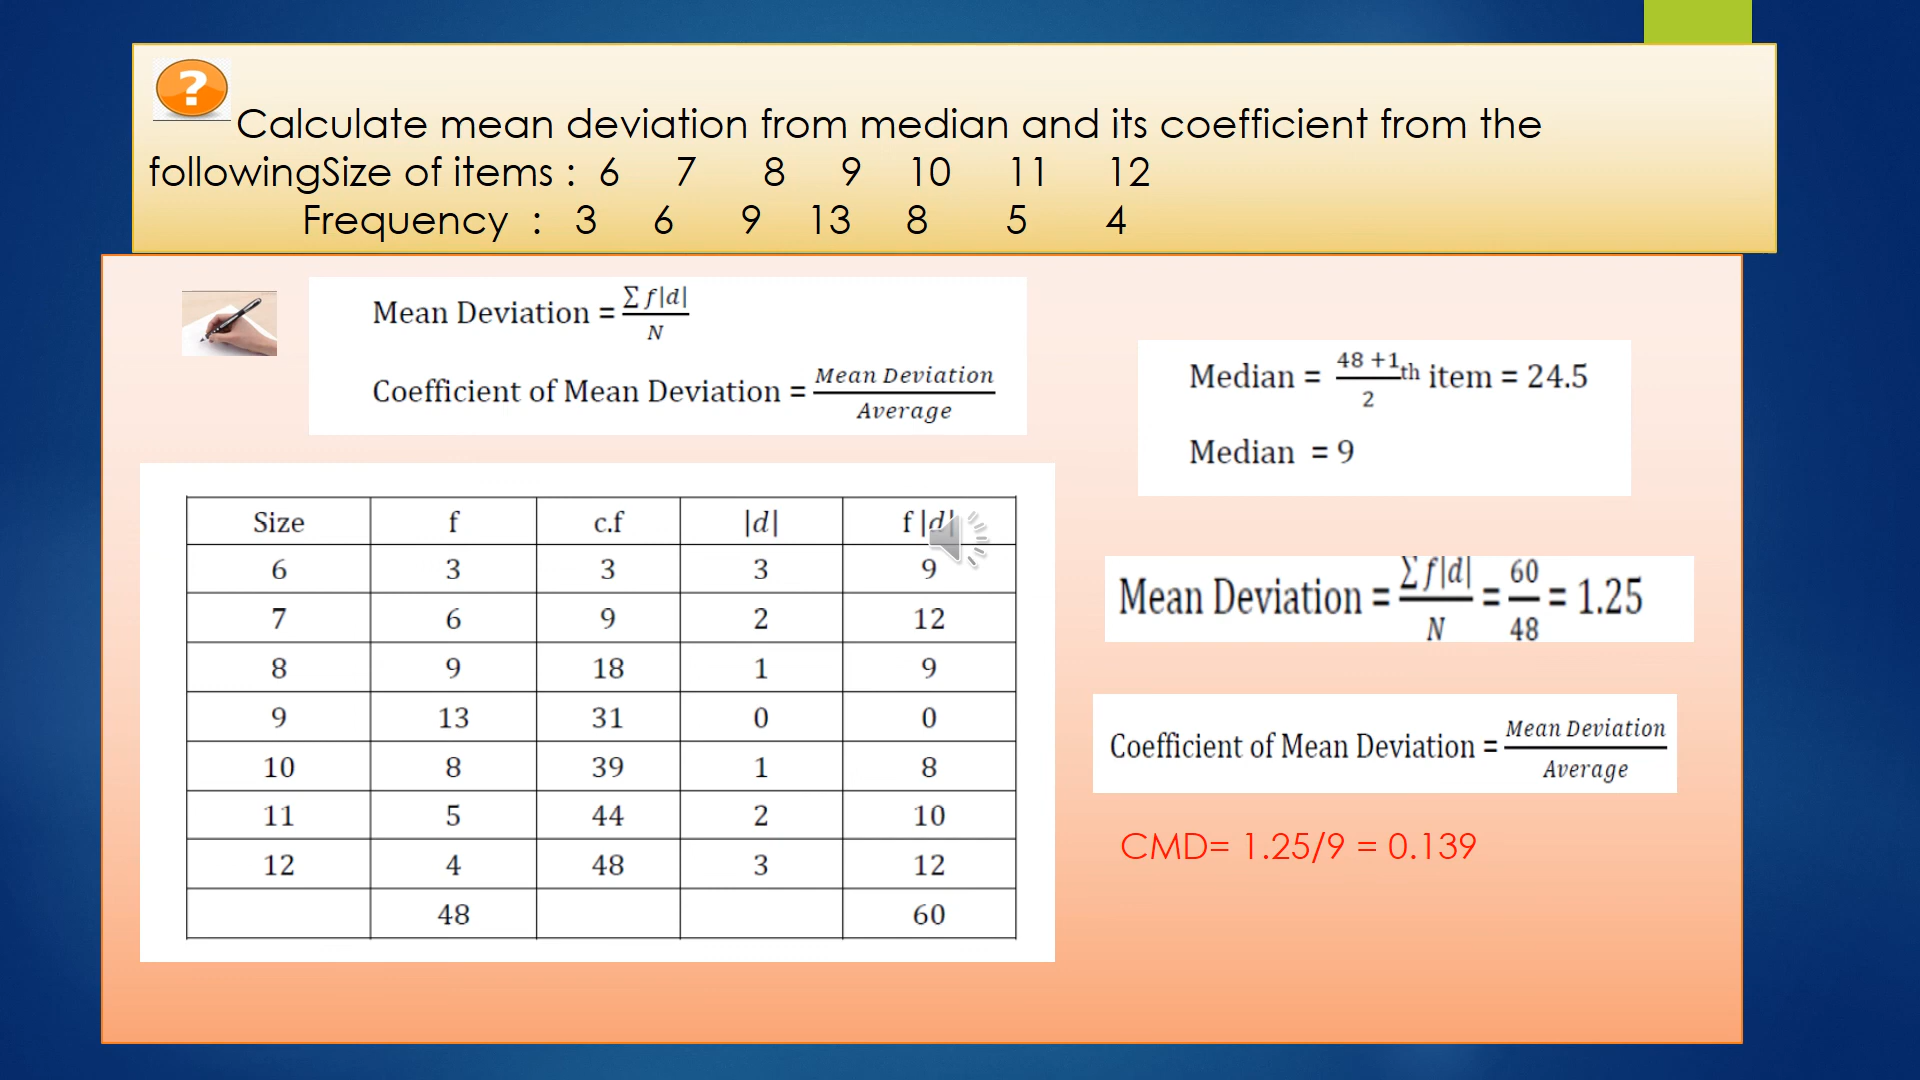 ?
Calculate mean deviation from median and its coefficient from the
followingSize of items : 6 7 8 9 10 11 12
Frequency : 3 6 9 13 8 5 4
Mean Deviation = ∑ f|d| / N
Coefficient of Mean Deviation = Mean Deviation / Average
Size f c.f |d| f |d|
6 3 3 3 9
7 6 9 2 12
8 9 18 1 9
9 13 31 0 0
10 8 39 1 8
11 5 44 2 10
12 4 48 3 12
48 60
Median = 48 +1 / 2 th item = 24.5
Median = 9
Mean Deviation = ∑ f|d| / N = 60 / 48 = 1.25
Coefficient of Mean Deviation = Mean Deviation / Average
CMD= 1.25/9 = 0.139